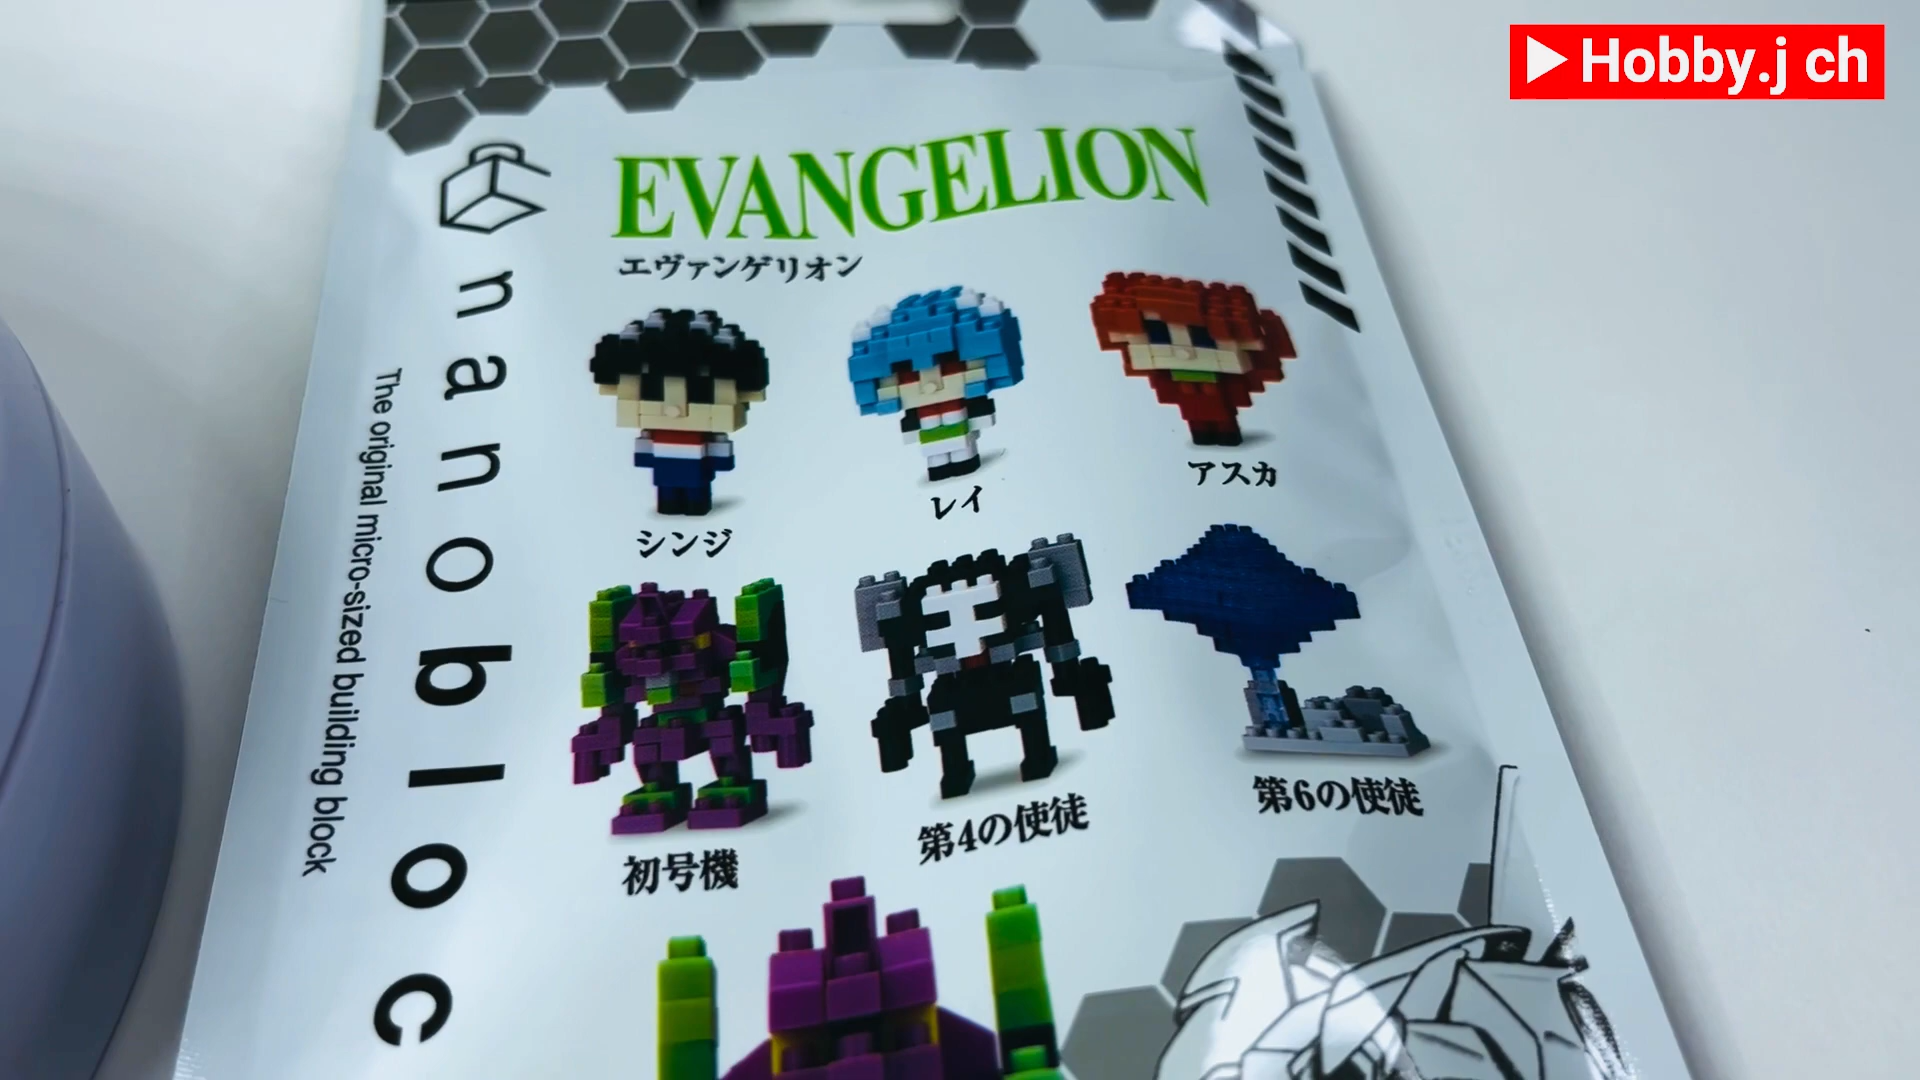 Hobby.j ch
EVANGELION
エヴァンゲリオン
シンジ
レイ
アスカ
初号機
第4の使徒
第6の使徒
nanobloc
The original micro-sized building block